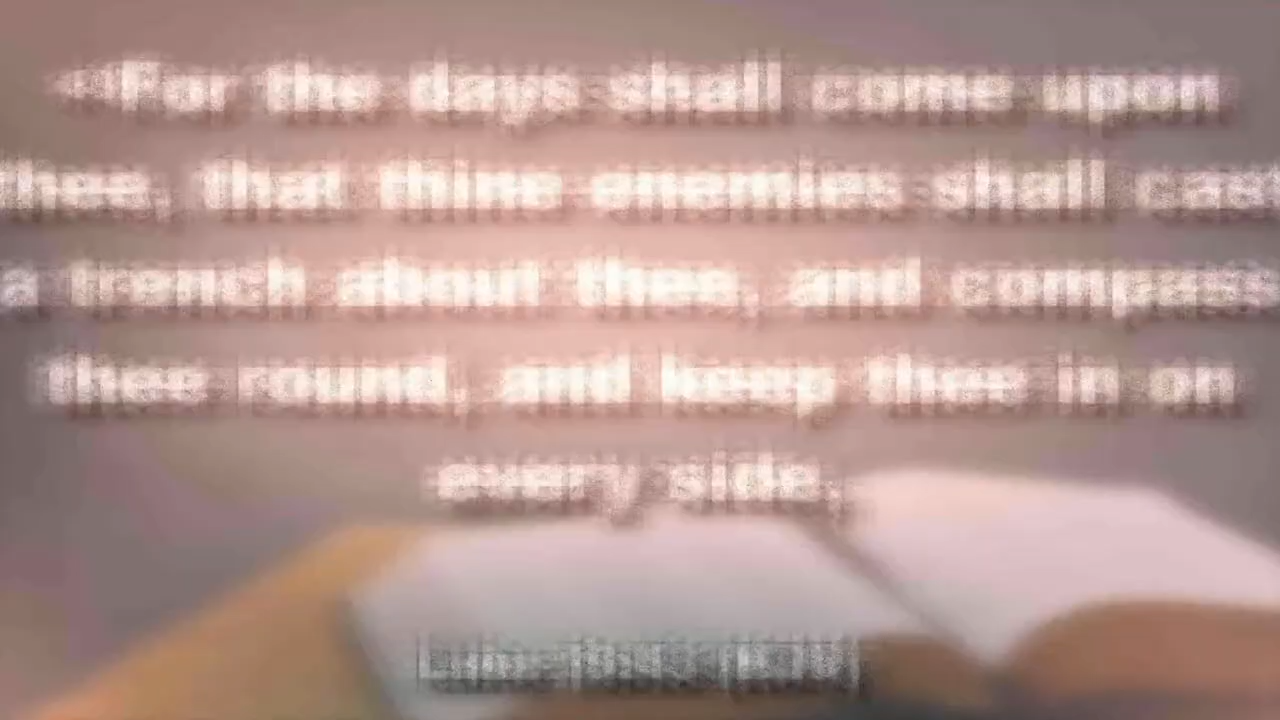 “For the days shall come upon
thee, that thine enemies shall cast
a trench about thee, and compass
thee round, and keep thee in on
every side,